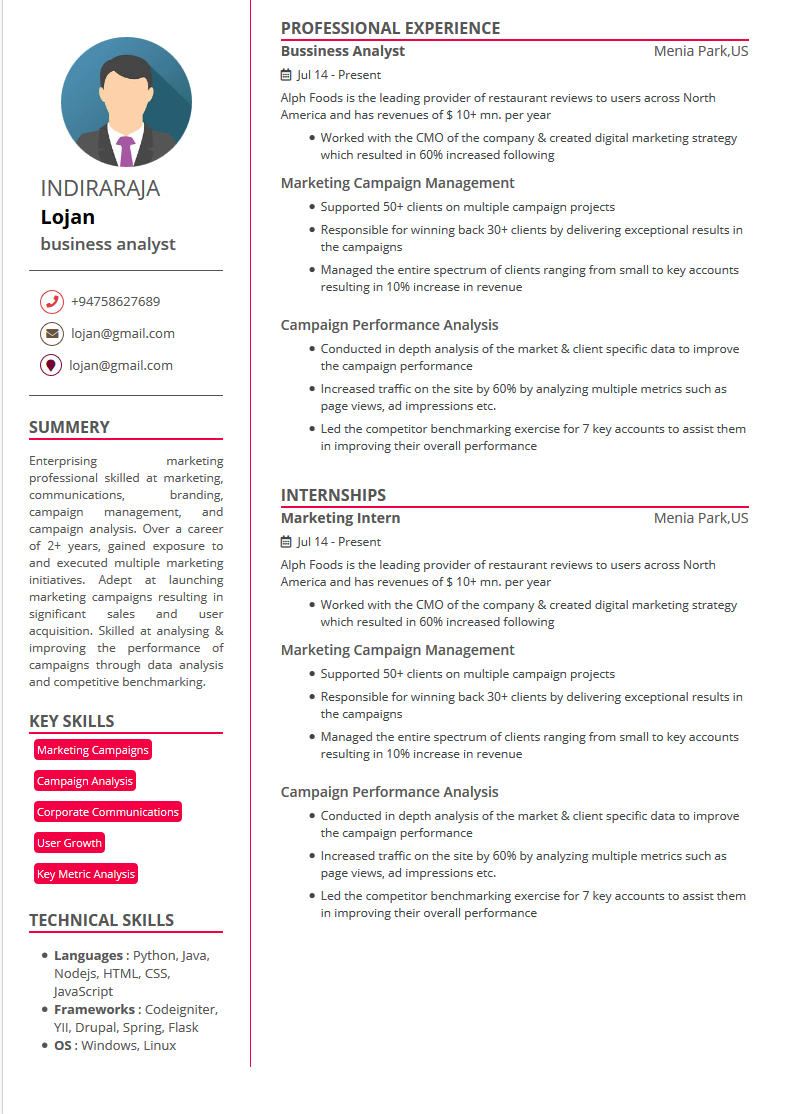 INDIRARAJA
Lojan
business analyst
+94758627689
lojan@gmail.com
lojan@gmail.com
SUMMERY
Enterprising marketing
professional skilled at marketing,
communications, branding,
campaign management, and
campaign analysis. Over a career
of 2+ years, gained exposure to
and executed multiple marketing
initiatives. Adept at launching
marketing campaigns resulting in
significant sales and user
acquisition. Skilled at analysing &
improving the performance of
campaigns through data analysis
and competitive benchmarking.
KEY SKILLS
Marketing Campaigns
Campaign Analysis
Corporate Communications
User Growth
Key Metric Analysis
TECHNICAL SKILLS
Languages : Python, Java,
Nodejs, HTML, CSS,
JavaScript
Frameworks : Codeigniter,
YII, Drupal, Spring, Flask
OS : Windows, Linux
PROFESSIONAL EXPERIENCE
Bussiness Analyst Menia Park,US
Jul 14 - Present
Alph Foods is the leading provider of restaurant reviews to users across North
America and has revenues of $ 10+ mn. per year
Worked with the CMO of the company & created digital marketing strategy
which resulted in 60% increased following
Marketing Campaign Management
Supported 50+ clients on multiple campaign projects
Responsible for winning back 30+ clients by delivering exceptional results in
the campaigns
Managed the entire spectrum of clients ranging from small to key accounts
resulting in 10% increase in revenue
Campaign Performance Analysis
Conducted in depth analysis of the market & client specific data to improve
the campaign performance
Increased traffic on the site by 60% by analyzing multiple metrics such as
page views, ad impressions etc.
Led the competitor benchmarking exercise for 7 key accounts to assist them
in improving their overall performance
INTERNSHIPS
Marketing Intern Menia Park,US
Jul 14 - Present
Alph Foods is the leading provider of restaurant reviews to users across North
America and has revenues of $ 10+ mn. per year
Worked with the CMO of the company & created digital marketing strategy
which resulted in 60% increased following
Marketing Campaign Management
Supported 50+ clients on multiple campaign projects
Responsible for winning back 30+ clients by delivering exceptional results in
the campaigns
Managed the entire spectrum of clients ranging from small to key accounts
resulting in 10% increase in revenue
Campaign Performance Analysis
Conducted in depth analysis of the market & client specific data to improve
the campaign performance
Increased traffic on the site by 60% by analyzing multiple metrics such as
page views, ad impressions etc.
Led the competitor benchmarking exercise for 7 key accounts to assist them
in improving their overall performance